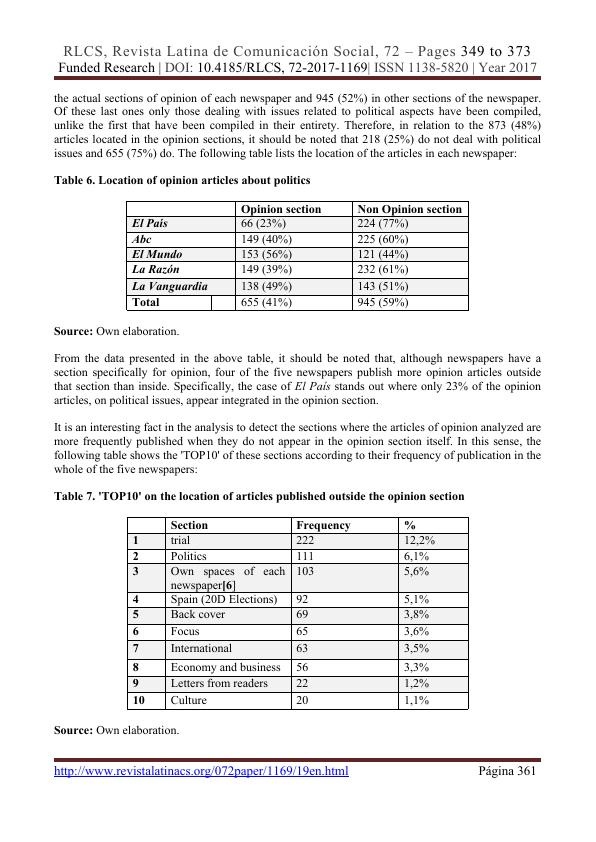 RLCS, Revista Latina de Comunicación Social, 72 – Pages 349 to 373
Funded Research | DOI: 10.4185/RLCS, 72-2017-1169| ISSN 1138-5820 | Year 2017
the actual sections of opinion of each newspaper and 945 (52%) in other sections of the newspaper.
Of these last ones only those dealing with issues related to political aspects have been compiled,
unlike the first that have been compiled in their entirety. Therefore, in relation to the 873 (48%)
articles located in the opinion sections, it should be noted that 218 (25%) do not deal with political
issues and 655 (75%) do. The following table lists the location of the articles in each newspaper:
Table 6. Location of opinion articles about politics
Opinion section Non Opinion section
El País 66 (23%) 224 (77%)
Abc 149 (40%) 225 (60%)
El Mundo 153 (56%) 121 (44%)
La Razón 149 (39%) 232 (61%)
La Vanguardia 138 (49%) 143 (51%)
Total 655 (41%) 945 (59%)
Source: Own elaboration.
From the data presented in the above table, it should be noted that, although newspapers have a
section specifically for opinion, four of the five newspapers publish more opinion articles outside
that section than inside. Specifically, the case of El País stands out where only 23% of the opinion
articles, on political issues, appear integrated in the opinion section.
It is an interesting fact in the analysis to detect the sections where the articles of opinion analyzed are
more frequently published when they do not appear in the opinion section itself. In this sense, the
following table shows the 'TOP10' of these sections according to their frequency of publication in the
whole of the five newspapers:
Table 7. 'TOP10' on the location of articles published outside the opinion section
Section Frequency %
1 trial 222 12,2%
2 Politics 111 6,1%
3 Own spaces of each 103 5,6%
newspaper[6]
4 Spain (20D Elections) 92 5,1%
5 Back cover 69 3,8%
6 Focus 65 3,6%
7 International 63 3,5%
8 Economy and business 56 3,3%
9 Letters from readers 22 1,2%
10 Culture 20 1,1%
Source: Own elaboration.
http://www.revistalatinacs.org/072paper/1169/19en.html Página 361